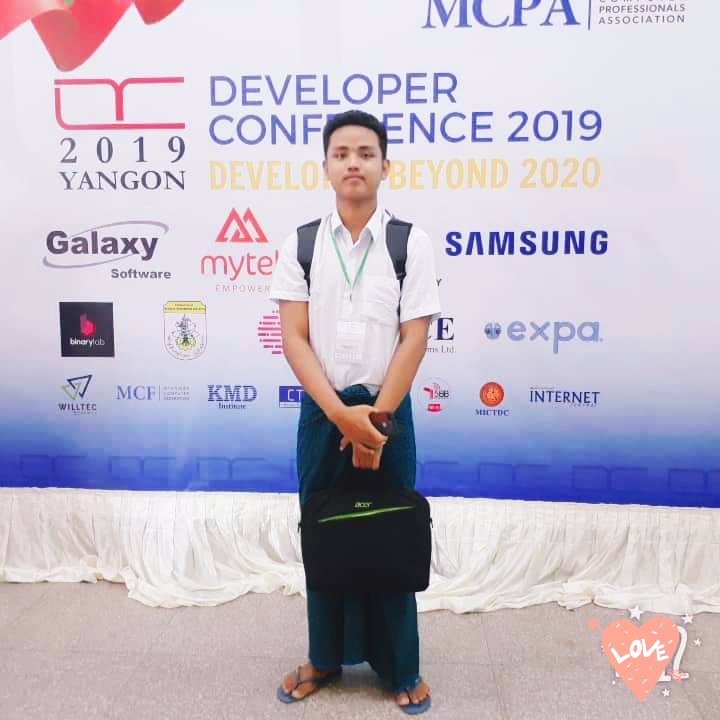 MCPA
PROFESSIONALS
ASSOCIATION
DEVELOPER
CONFERENCE 2019
BEYOND 2020
2019
YANGON
Galaxy
Software
SAMSUNG
binarylab
expa
WILLTEC
MCF
KMD
Institute
MICTDC
INTERNET
acer
LOVE